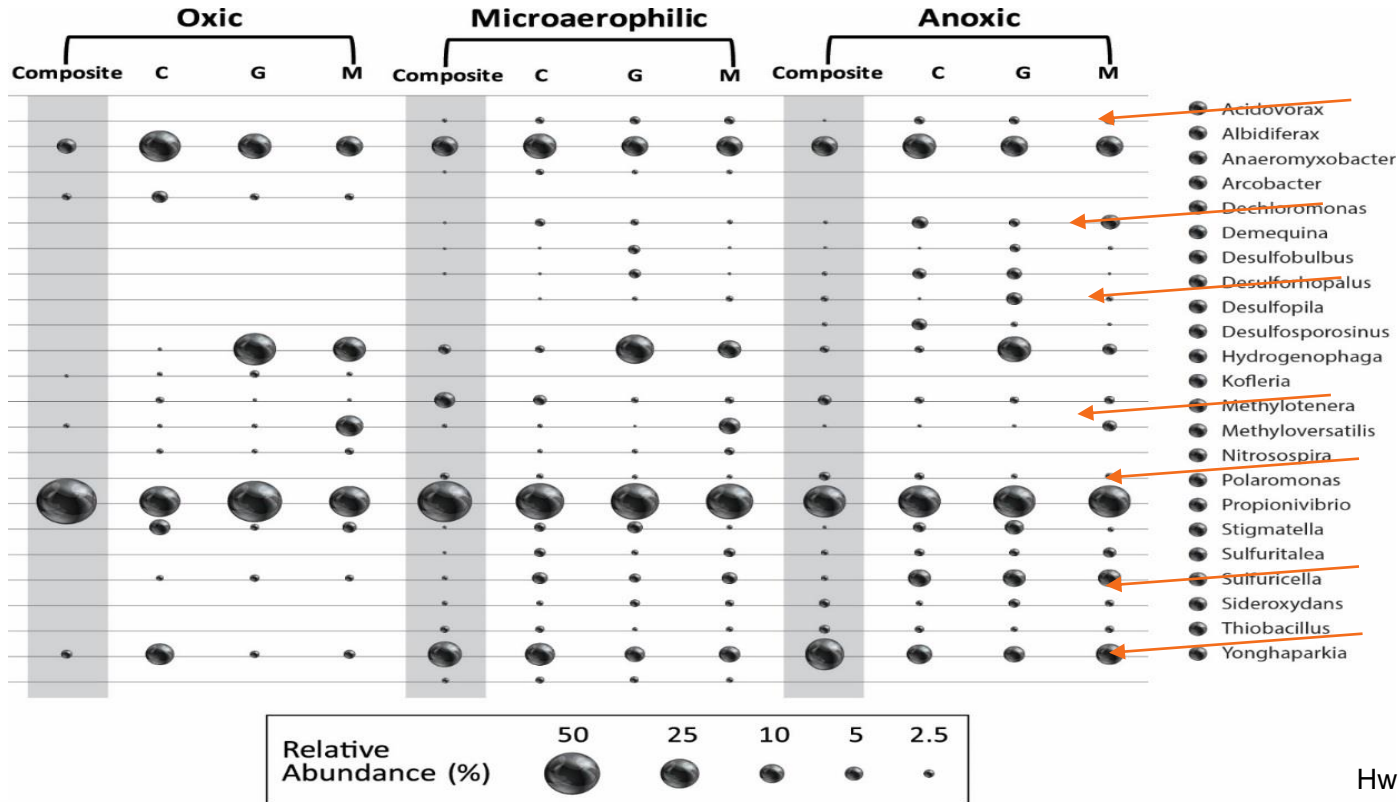 Oxic Microaerophilic Anoxic
Composite C G M Composite C G M Composite C G M
Acidovorax
Albidiferax
Anaeromyxobacter
Arcobacter
Dechloromonas
Demequina
Desulfobulbus
Desulforhopalus
Desulfopila
Desulfosporosinus
Hydrogenophaga
Kofleria
Methylotenera
Methyloversatilis
Nitrosospira
Polaromonas
Propionivibrio
Stigmatella
Sulfuritalea
Sulfuricella
Sideroxydans
Thiobacillus
Yonghaparkia
50 25 10 5 2.5
Relative
Abundance (%)
Hw